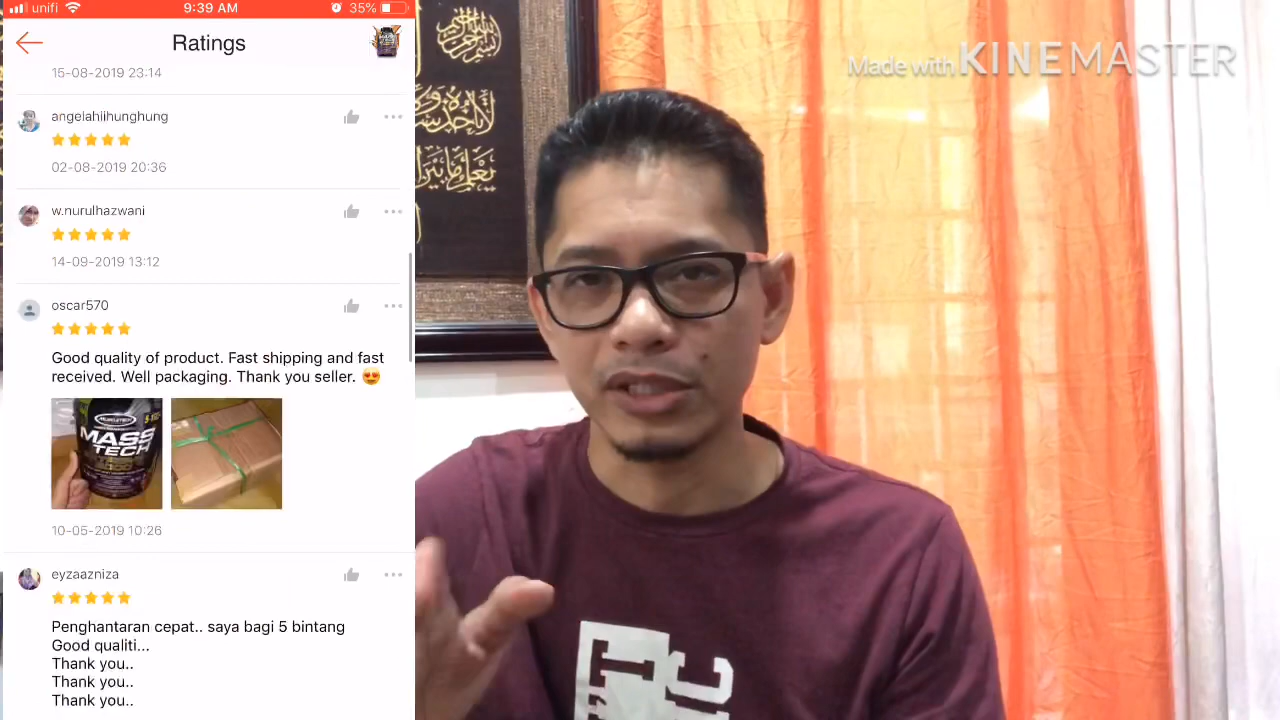 unifi 9:39 AM 35%
Ratings
15-08-2019 23:14
angelahiihunghung
02-08-2019 20:36
w.nurulhazwani
14-09-2019 13:12
oscar570
Good quality of product. Fast shipping and fast
received. Well packaging. Thank you seller. 😍
MUSCLETECH
MASS
TECH
10-05-2019 10:26
eyzaazniza
Penghantaran cepat.. saya bagi 5 bintang
Good qualiti...
Thank you..
Thank you..
Thank you..
Made with KINEMASTER